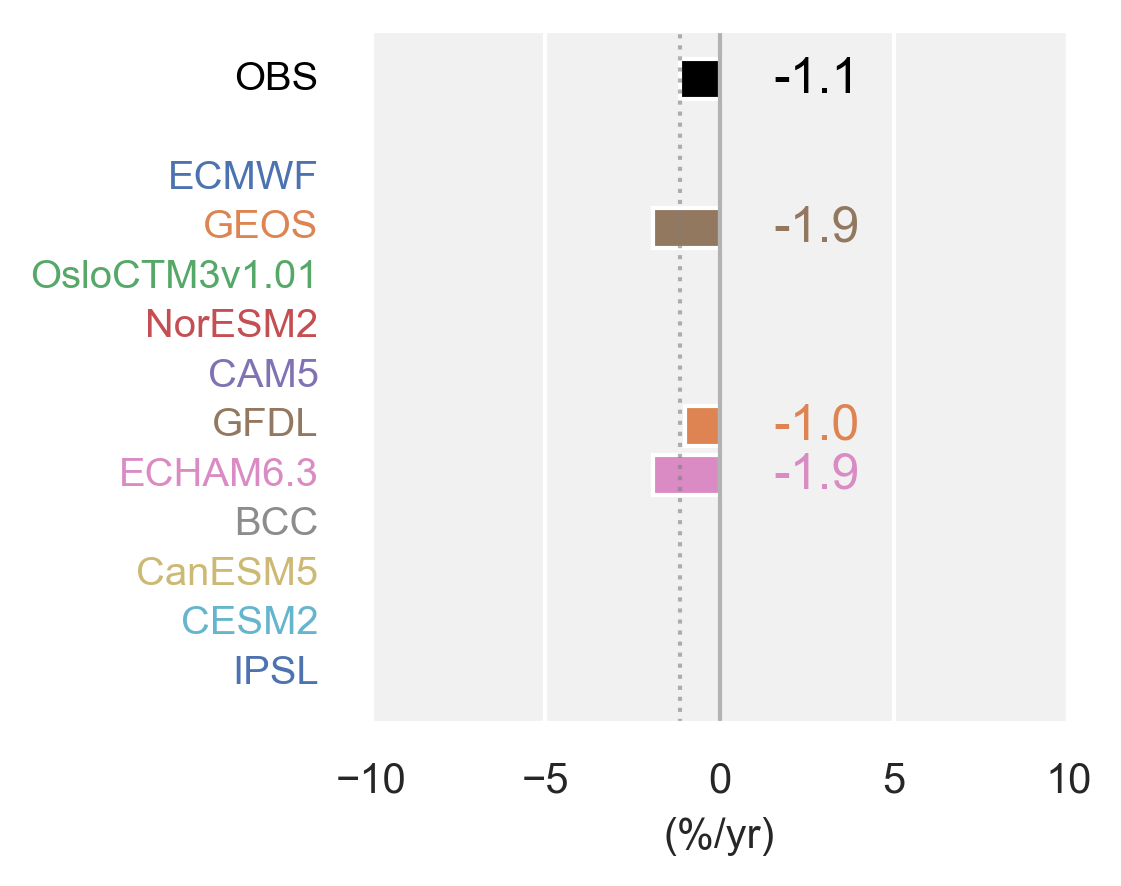 OBS -1.1
ECMWF
GEOS -1.9
OsloCTM3v1.01
NorESM2
CAM5
GFDL -1.0
ECHAM6.3 -1.9
BCC
CanESM5
CESM2
IPSL
−10 −5 0 5 10
(%/yr)